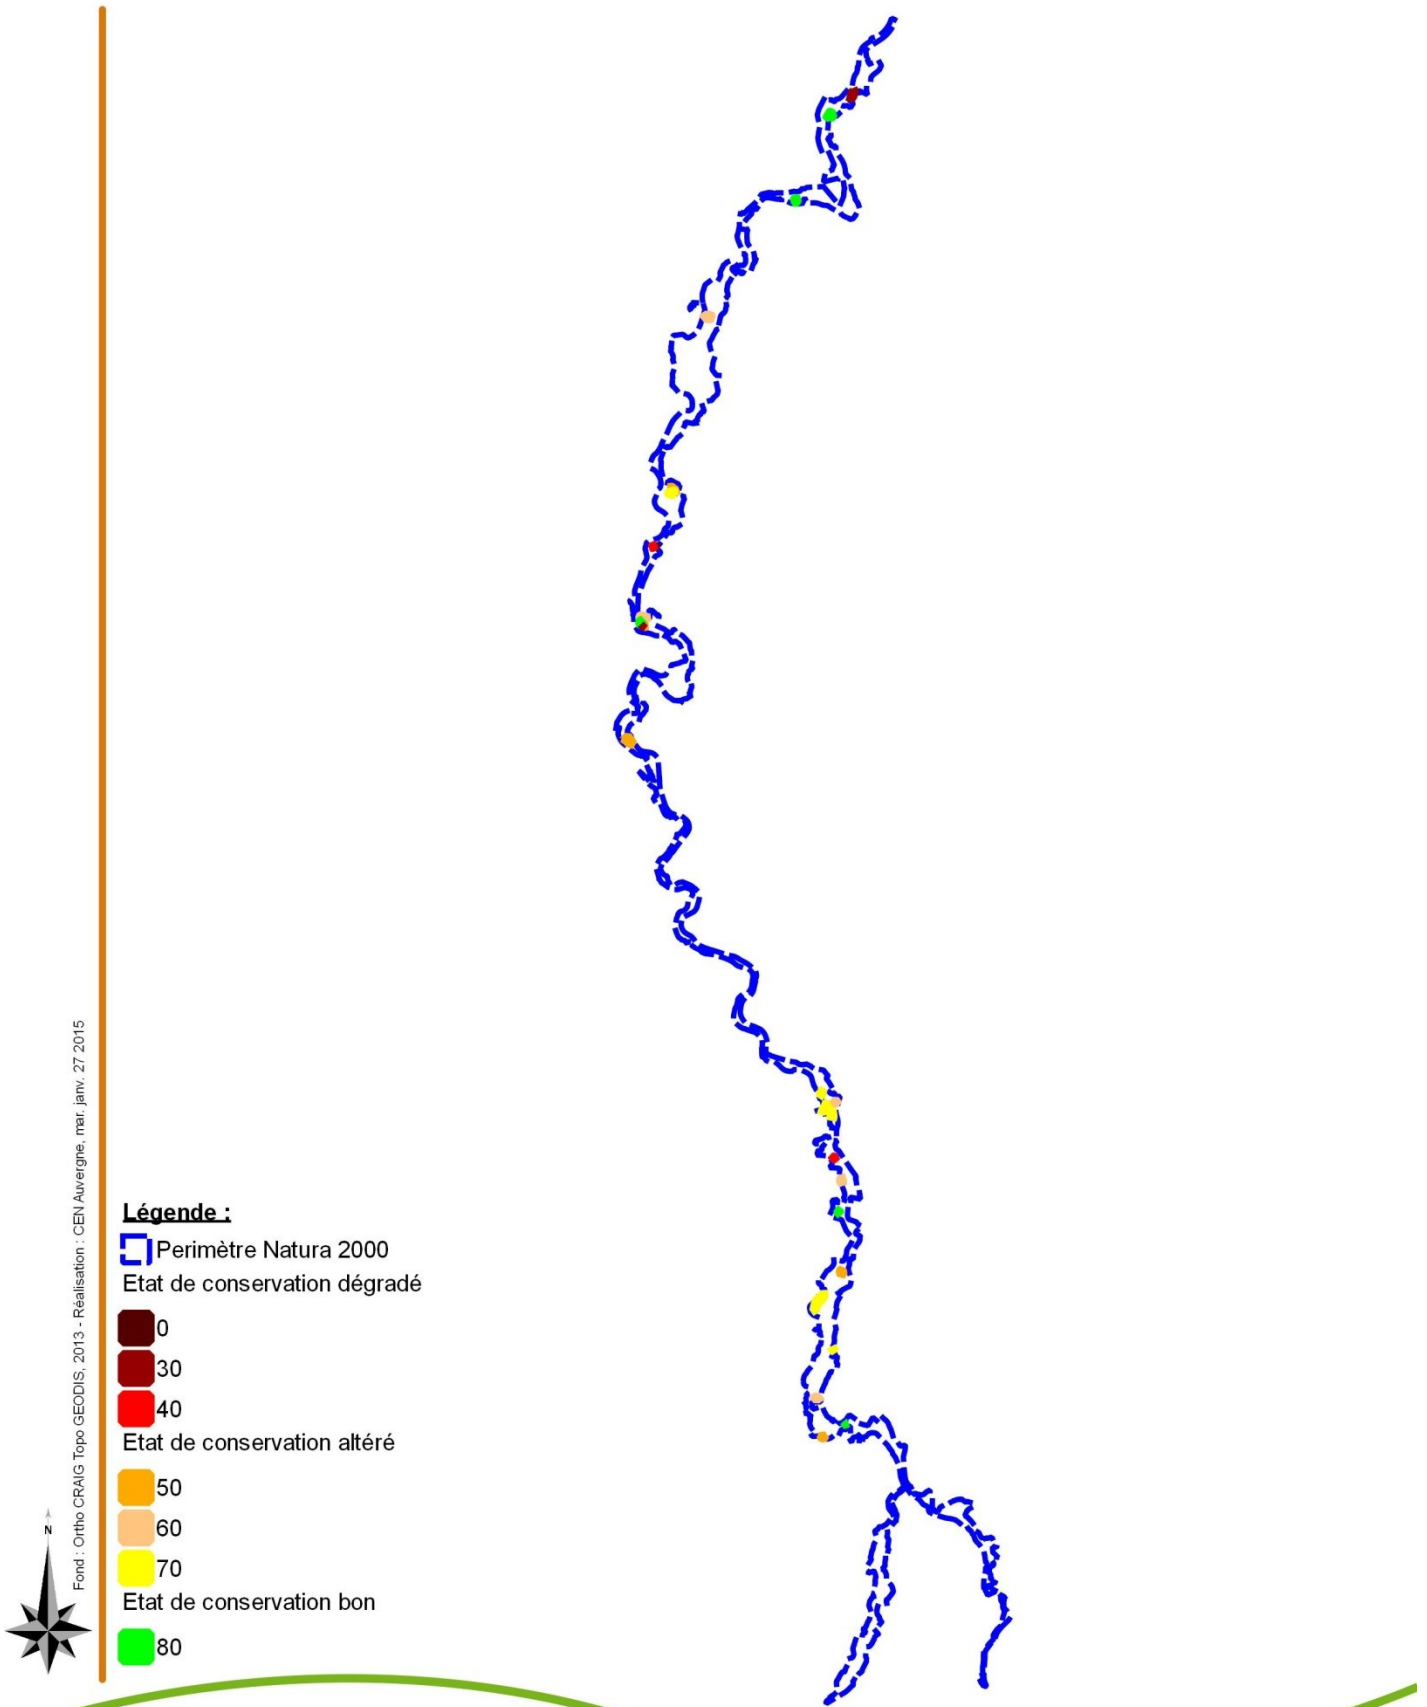 Fond : Ortho CRAIG Topo GEODIS, 2013 - Réalisation : CEN Auvergne, mar. janv. 27 2015
Légende :
Perimètre Natura 2000
Etat de conservation dégradé
0
30
40
Etat de conservation altéré
50
60
70
Etat de conservation bon
80
N